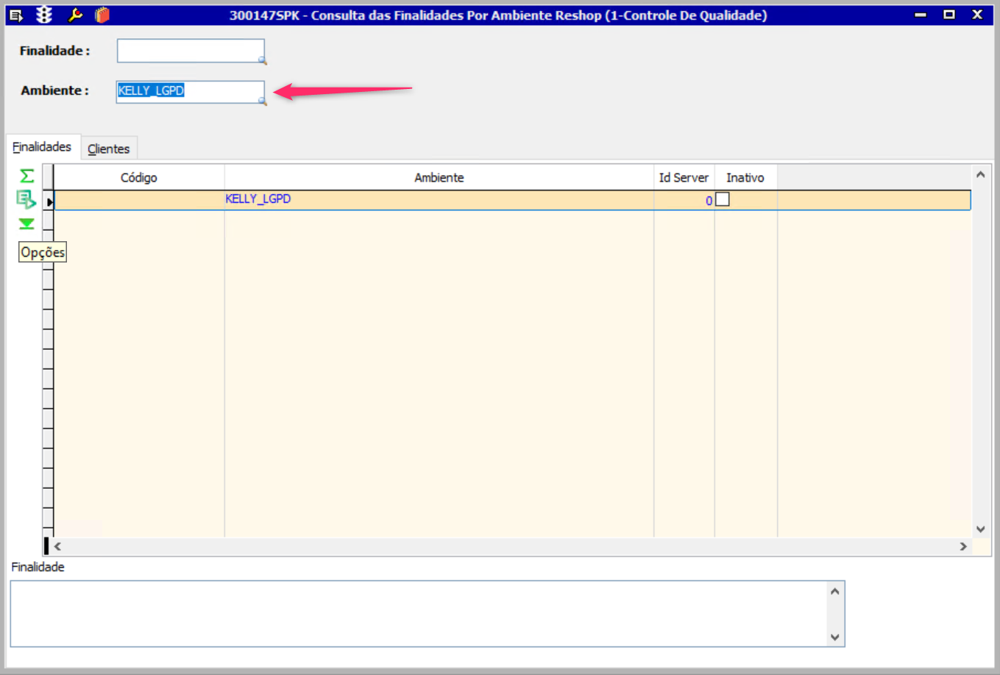 300147SPK - Consulta das Finalidades Por Ambiente Reshop (1-Controle De Qualidade)
Finalidade :
Ambiente : KELLY_LGPD
Finalidades Clientes
Código Ambiente Id Server Inativo
KELLY_LGPD 0
Opções
Finalidade